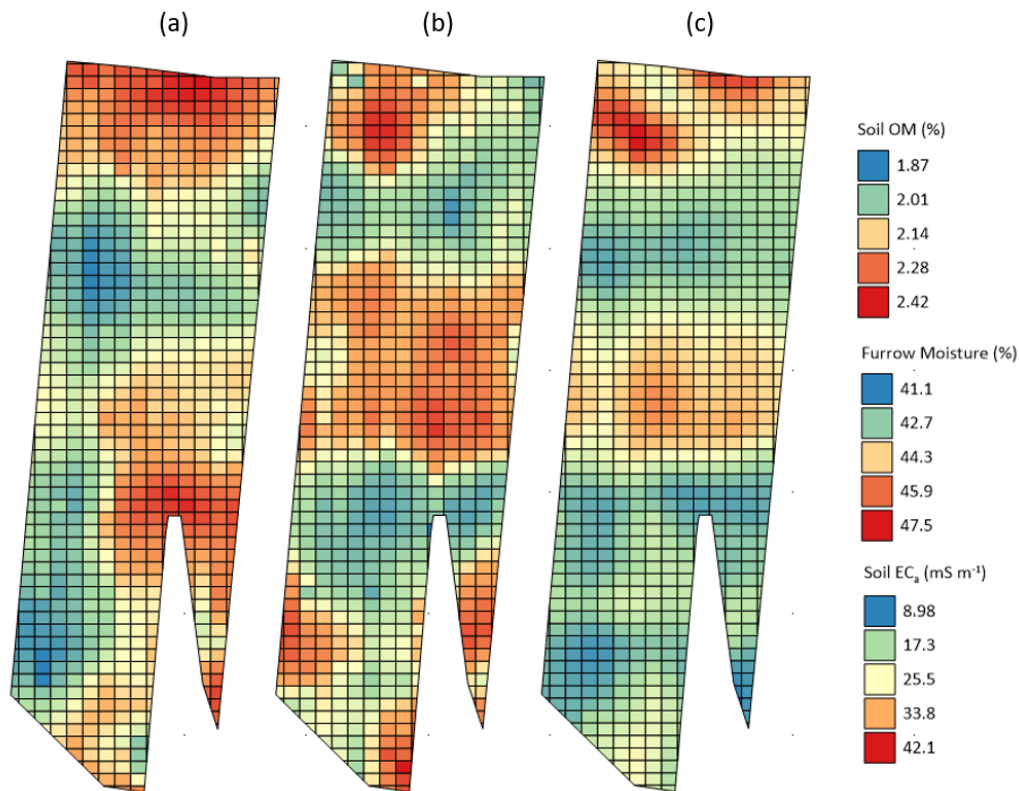 (a)
(b)
(c)
Soil OM (%)
1.87
2.01
2.14
2.28
2.42
Furrow Moisture (%)
41.1
42.7
44.3
45.9
47.5
Soil ECₐ (mS m⁻¹)
8.98
17.3
25.5
33.8
42.1